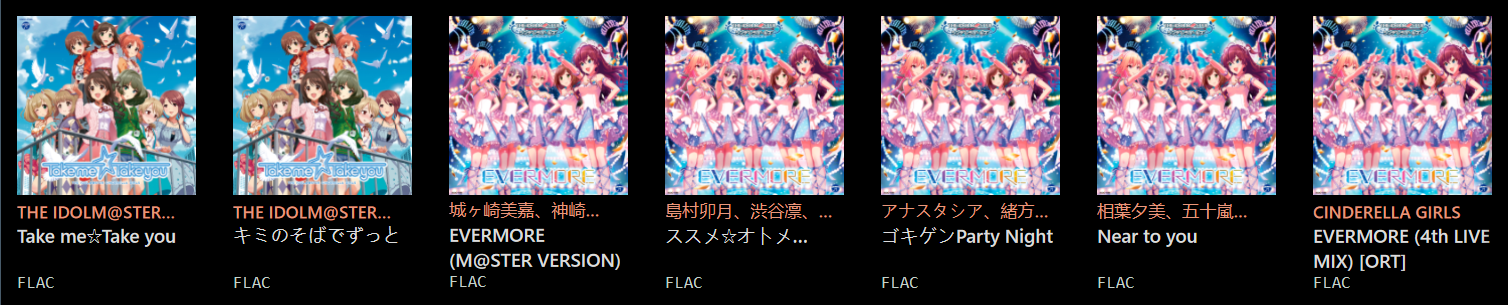 Take me☆Take you
THE IDOLM@STER...
Take me☆Take you
FLAC
Take me☆Take you
THE IDOLM@STER...
キミのそばでずっと
FLAC
EVERMORE
城ヶ崎美嘉、神崎...
EVERMORE
(M@STER VERSION)
FLAC
EVERMORE
島村卯月、渋谷凛、...
ススメ☆オトメ...
FLAC
EVERMORE
アナスタシア、緒方...
ゴキゲンParty Night
FLAC
EVERMORE
相葉夕美、五十嵐...
Near to you
FLAC
EVERMORE
CINDERELLA GIRLS
EVERMORE (4th LIVE
MIX) [ORT]
FLAC